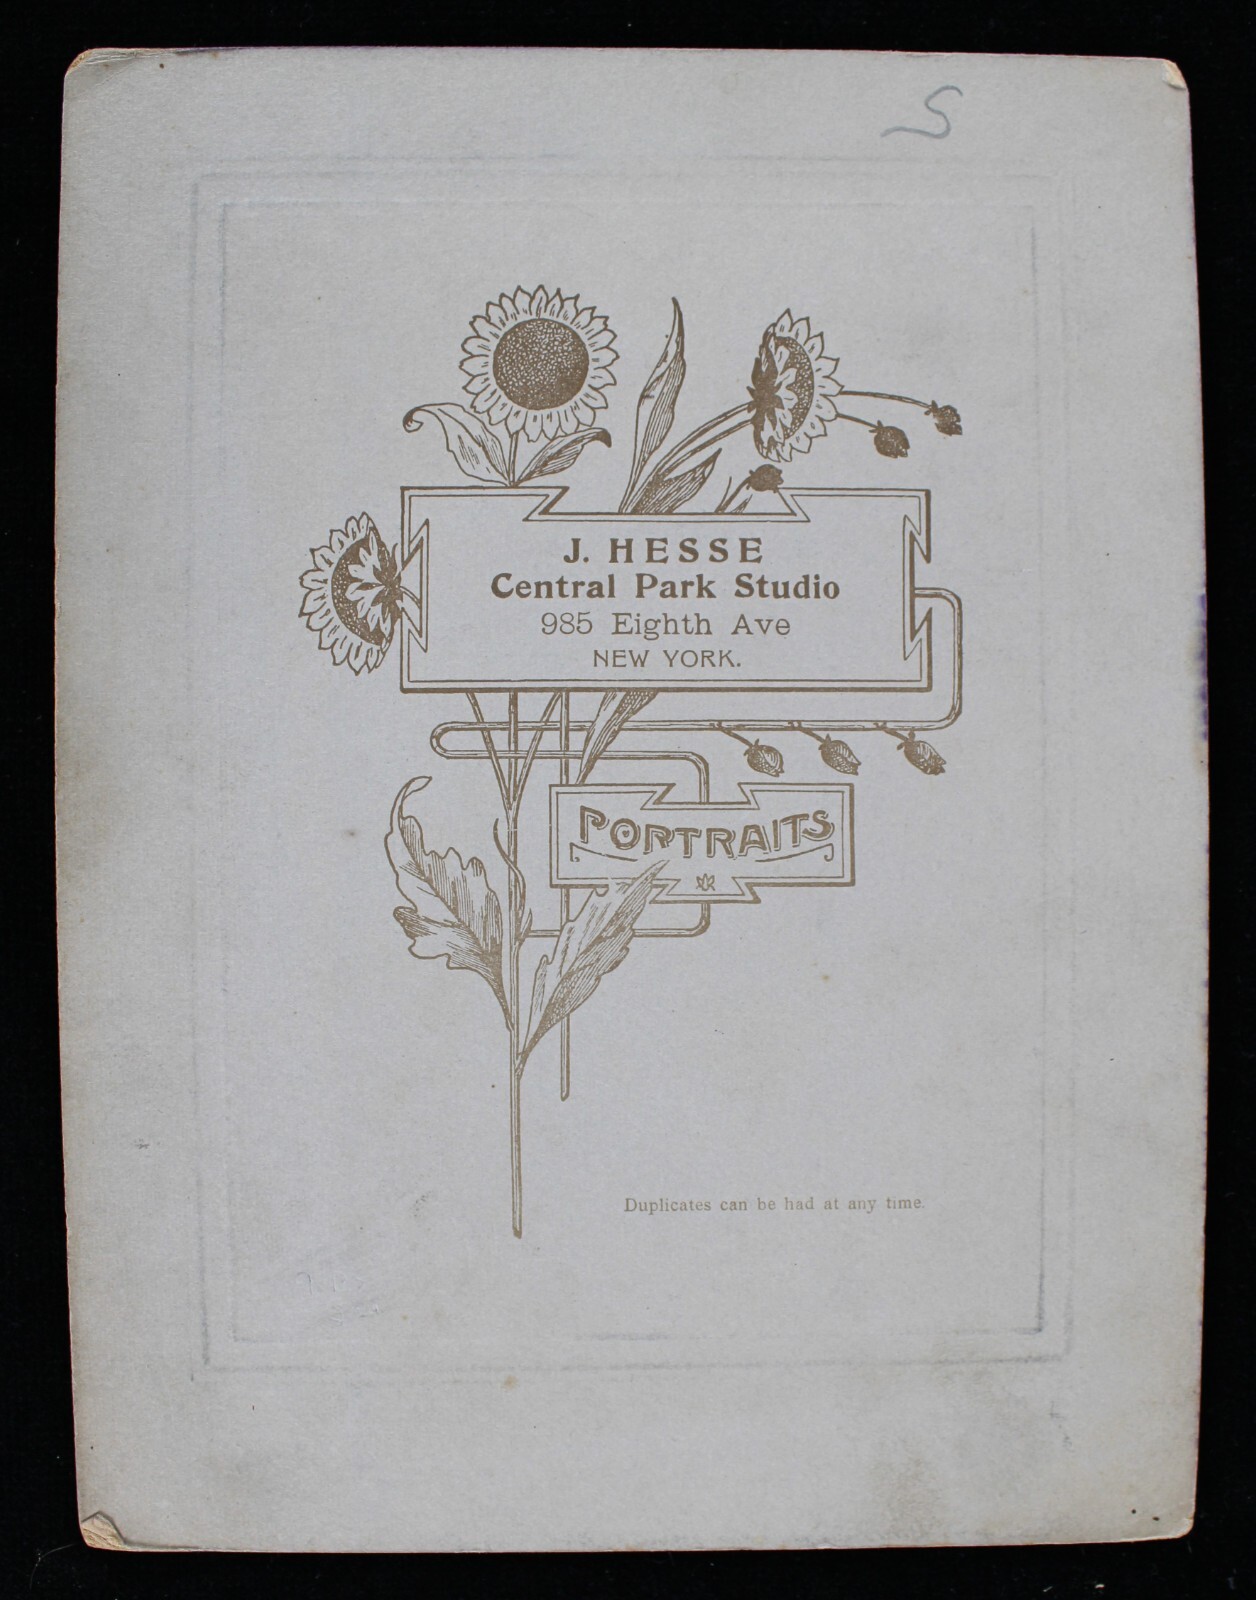 S
J. HESSE
Central Park Studio
985 Eighth Ave
NEW YORK.
PORTRAITS
Duplicates can be had at any time.